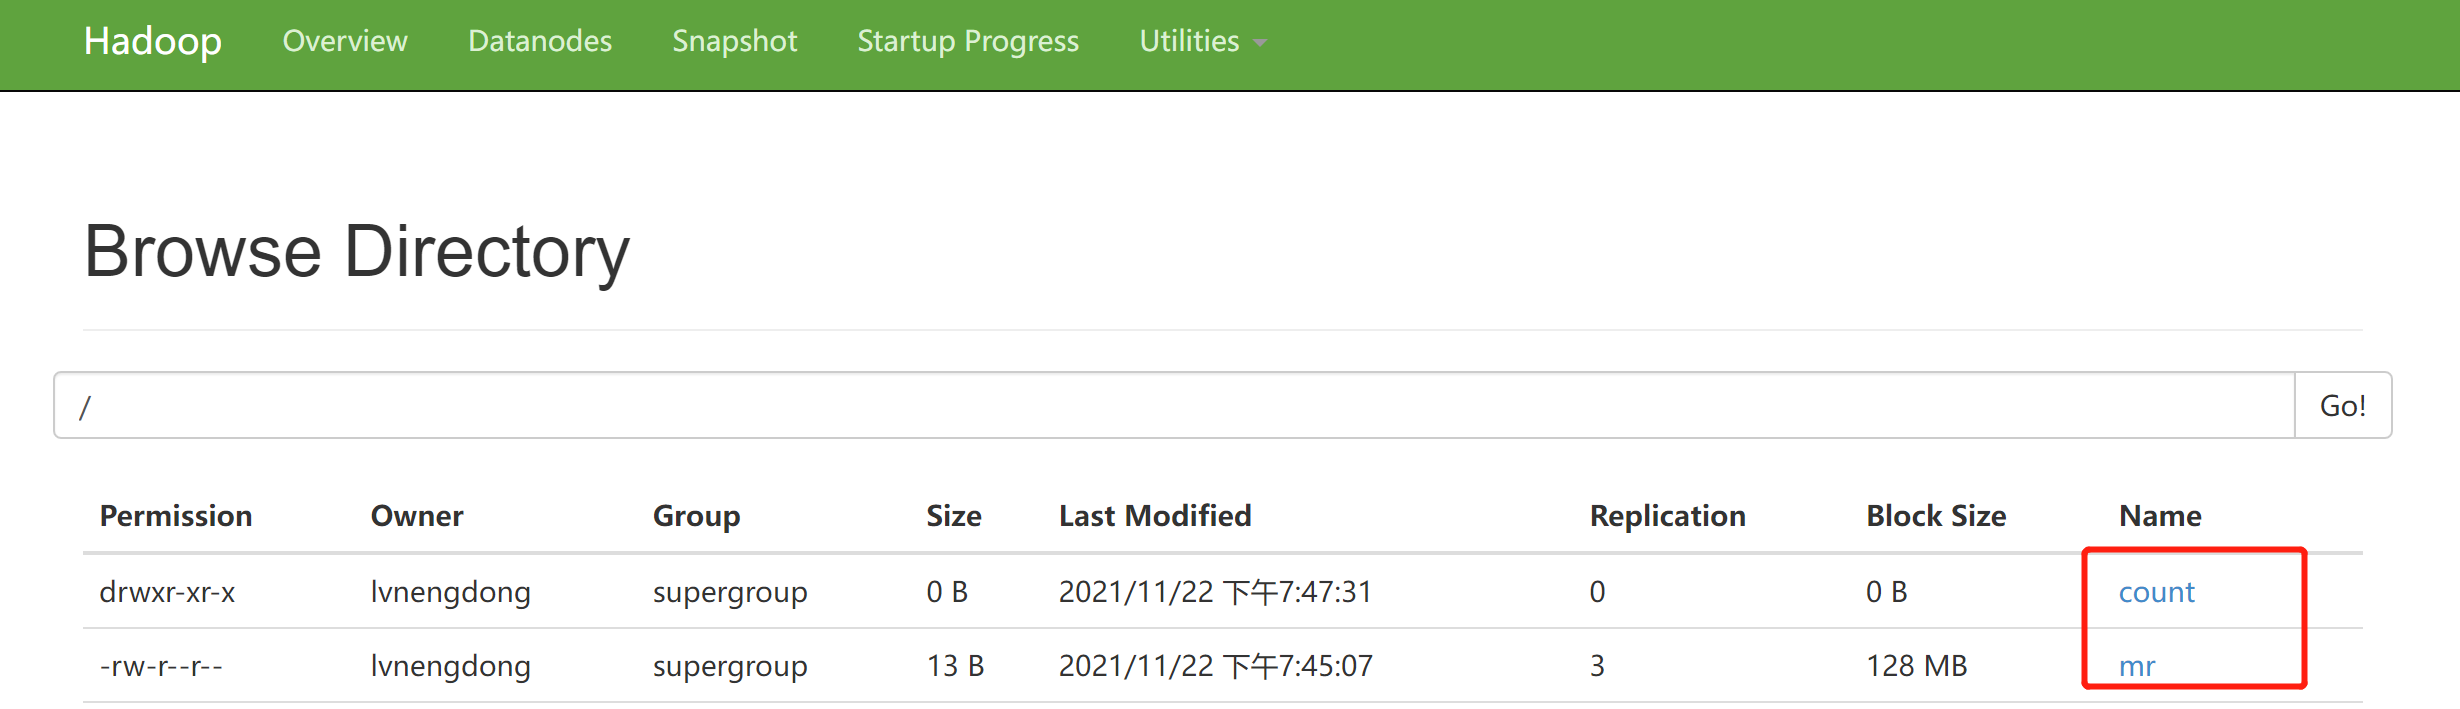 Hadoop Overview Datanodes Snapshot Startup Progress Utilities
Browse Directory
/ Go!
Permission Owner Group Size Last Modified Replication Block Size Name
drwxr-xr-x lvnengdong supergroup 0 B 2021/11/22 下午7:47:31 0 0 B count
-rw-r--r-- lvnengdong supergroup 13 B 2021/11/22 下午7:45:07 3 128 MB mr